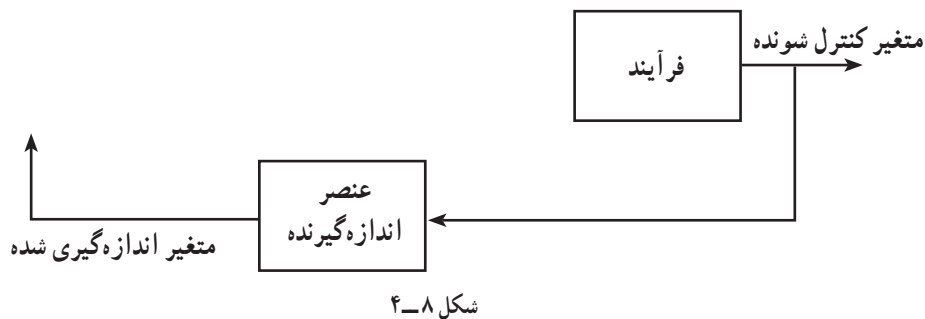 متغیر کنترل شونده
فرآیند
عنصر
اندازه‌گیرنده
متغیر اندازه‌گیری شده
شکل ۸ــ۴